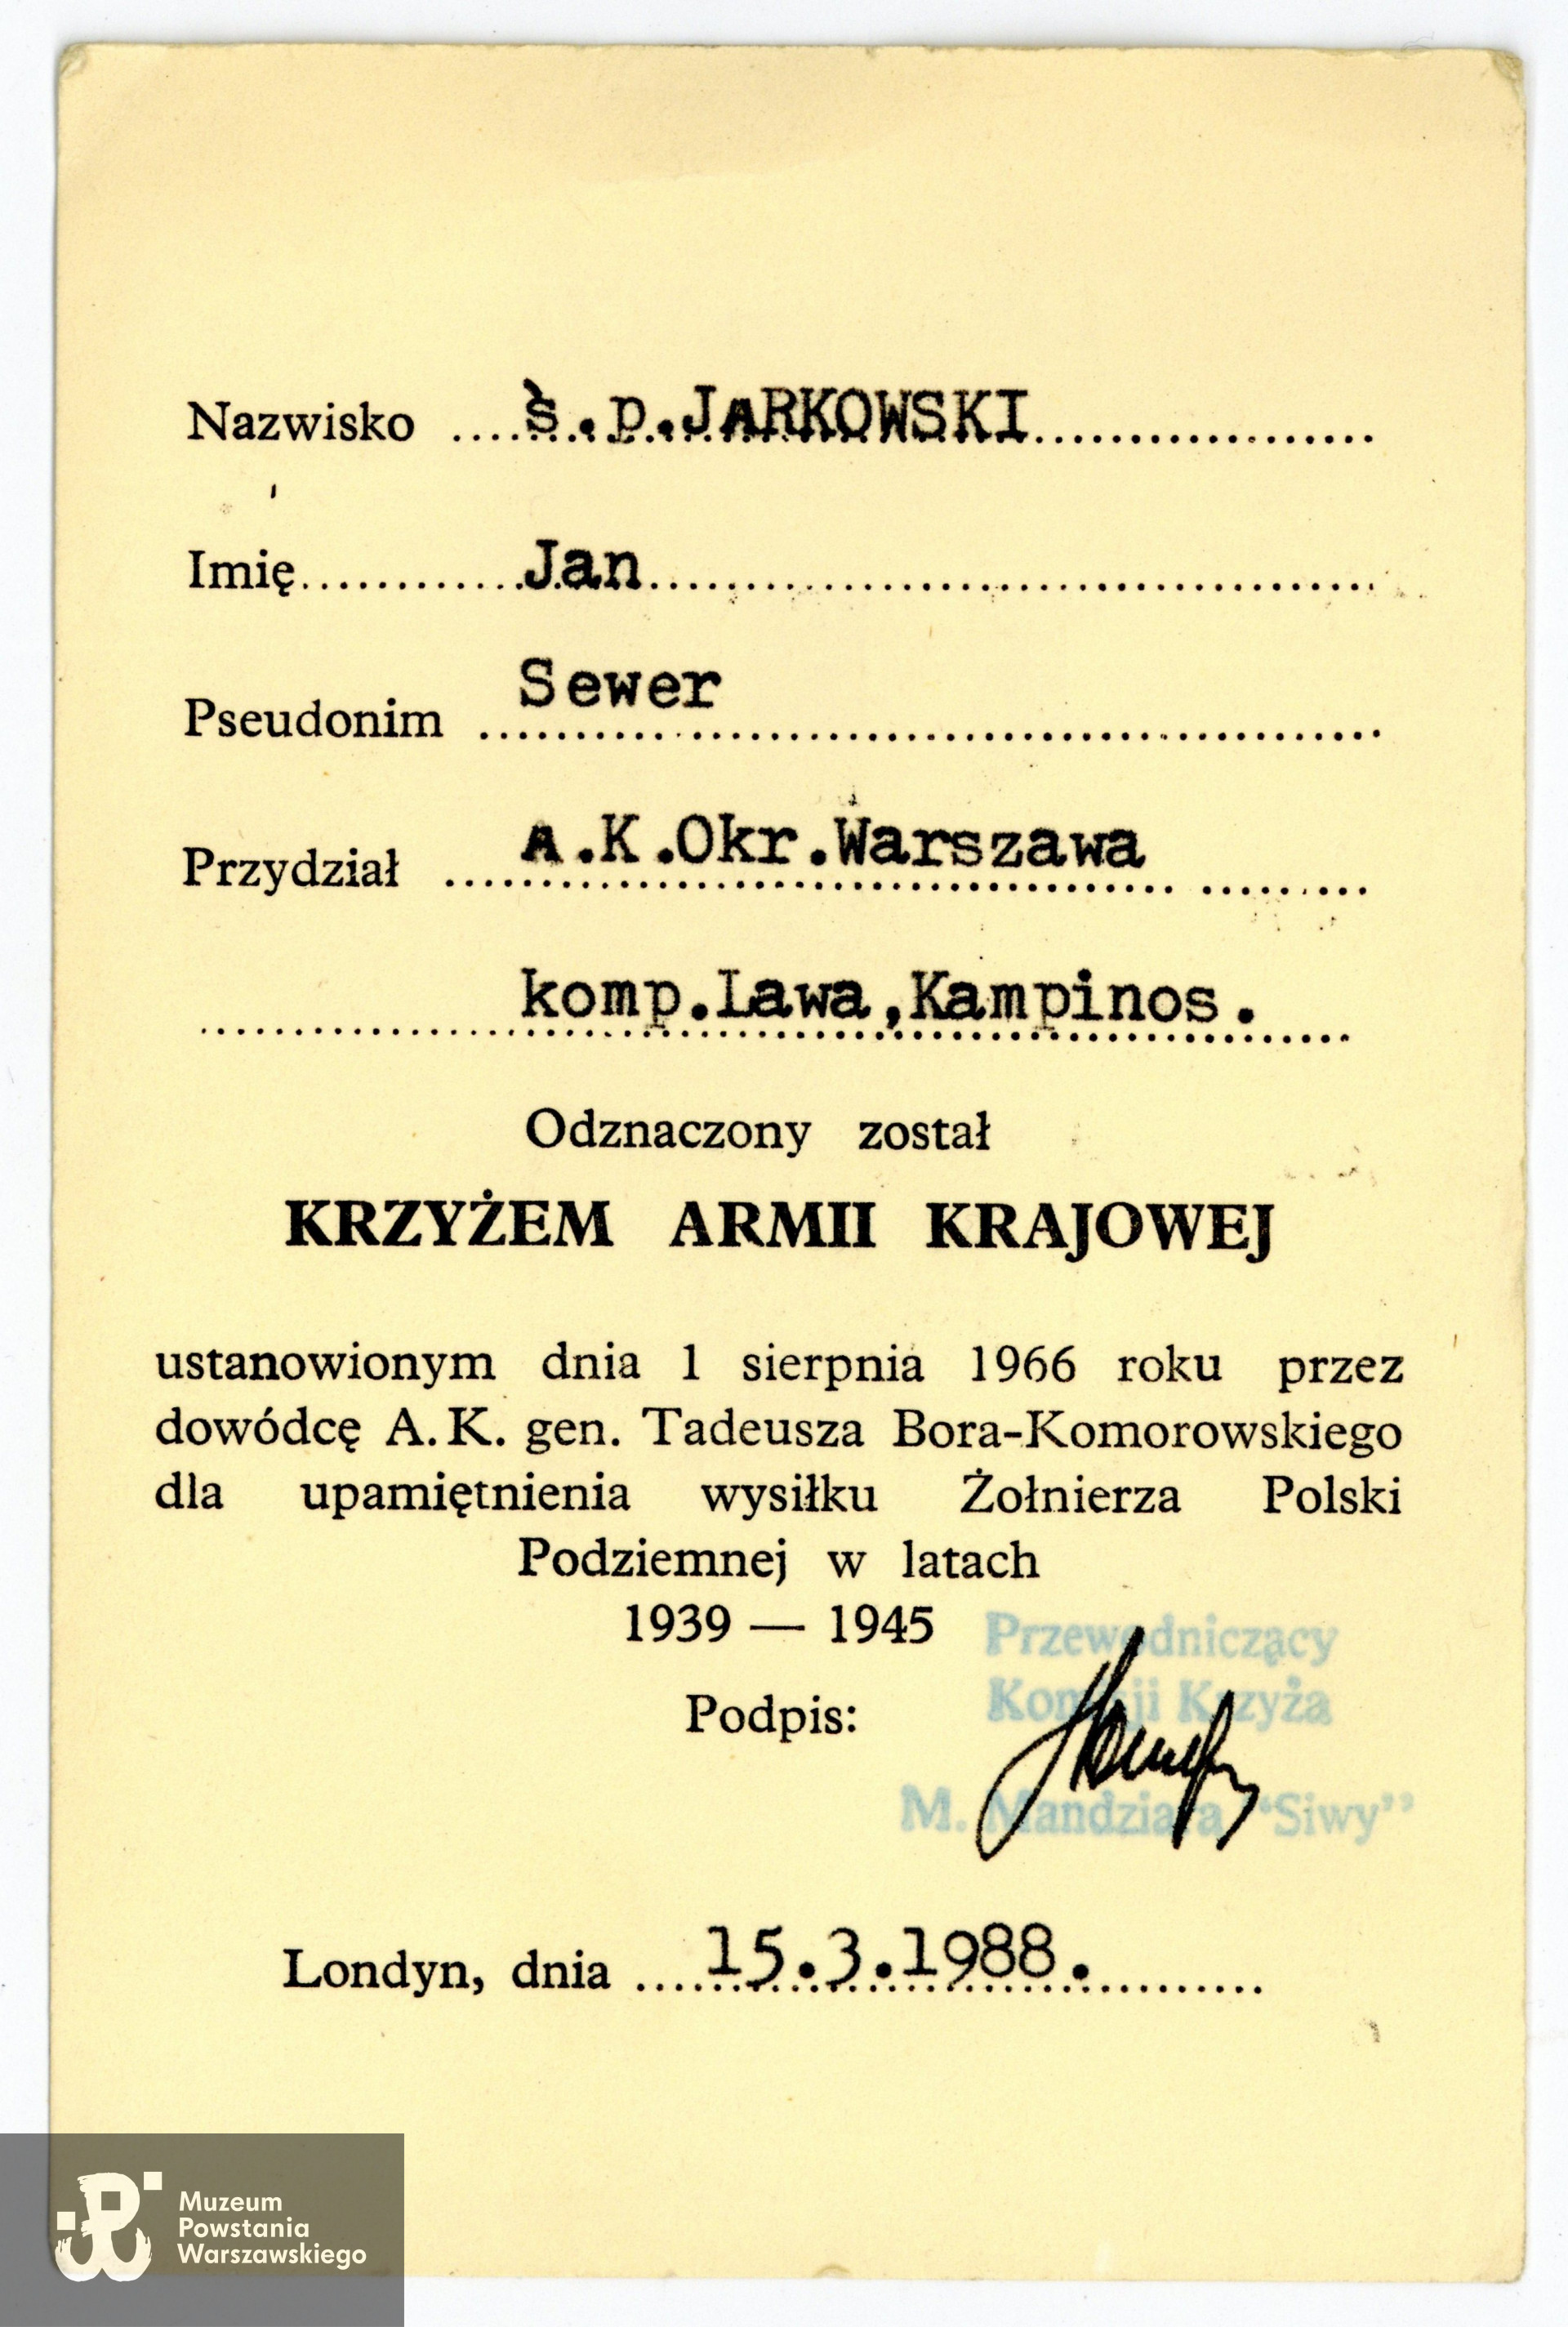 Nazwisko ....ś.p.JARKOWSKI....................
Imię............Jan......................................
Pseudonim Sewer
Przydział A.K.Okr.Warszawa
komp.Lawa,Kampinos.
Odznaczony został
KRZYŻEM ARMII KRAJOWEJ
ustanowionym dnia 1 sierpnia 1966 roku przez
dowódcę A. K. gen. Tadeusza Bora-Komorowskiego
dla upamiętnienia wysiłku Żołnierza Polski
Podziemnej w latach
1939 — 1945
Przewodniczący
Komisji Krzyża
Podpis:
M. Mandziara “Siwy”
Londyn, dnia ....15.3.1988...........
Muzeum
Powstania
Warszawskiego